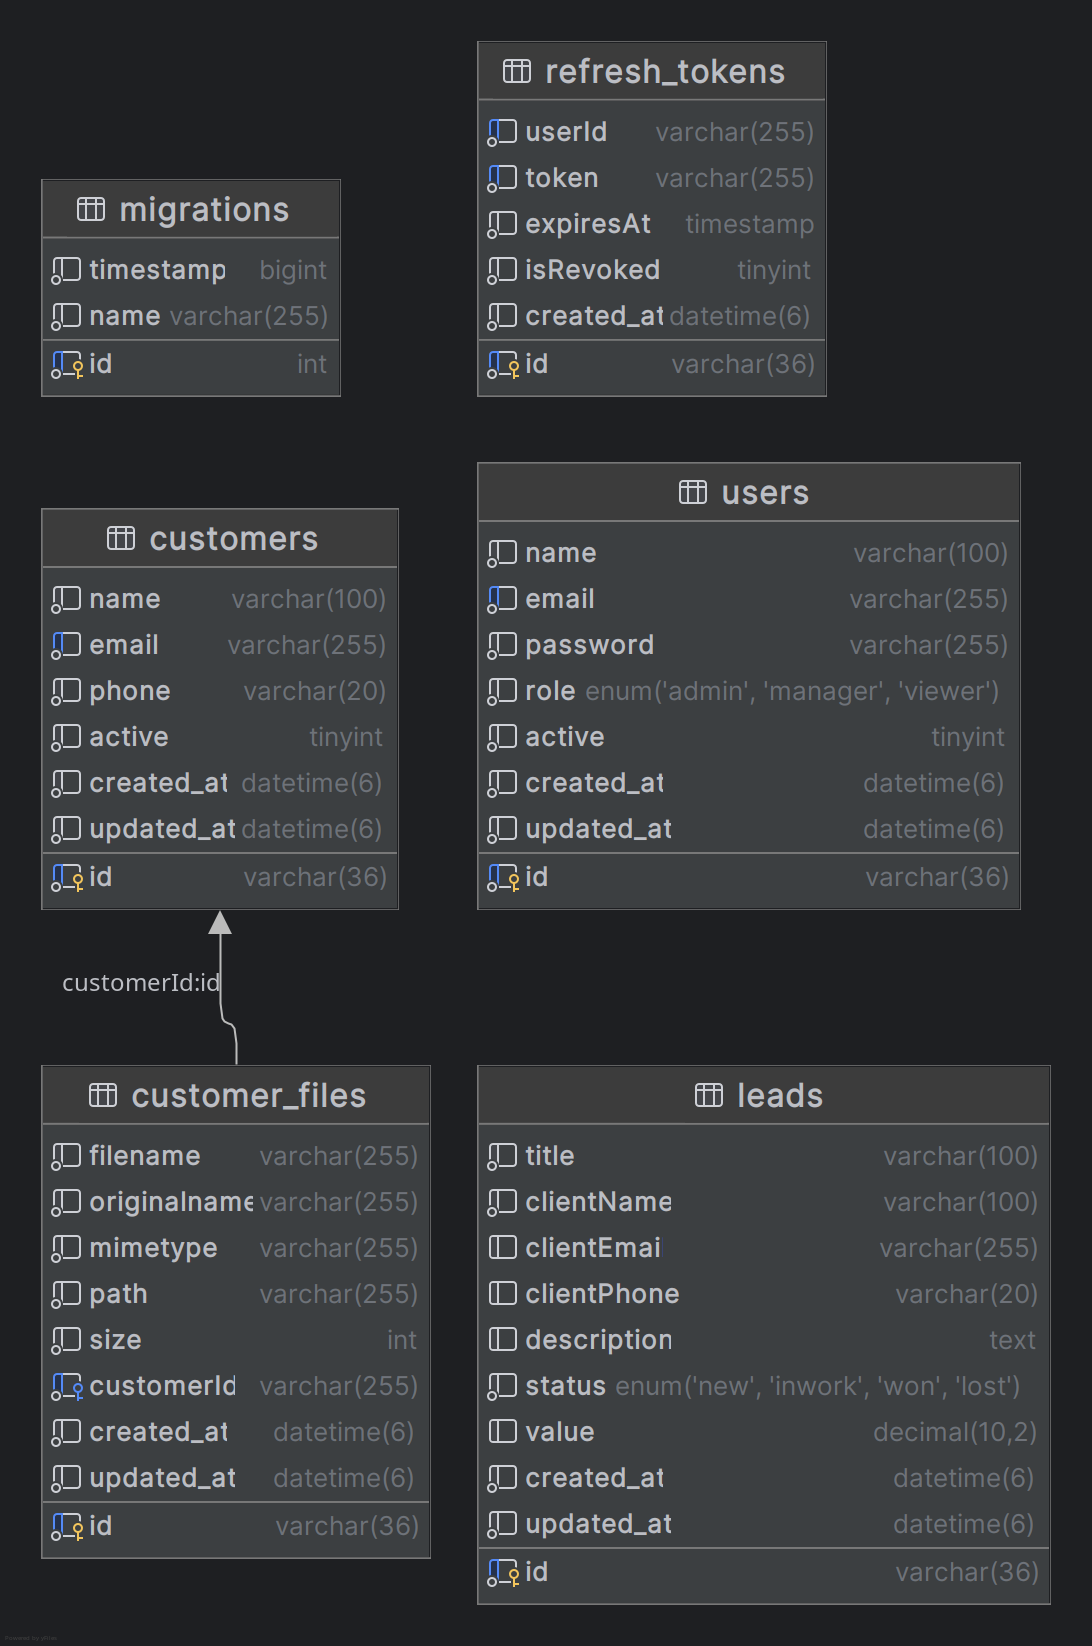 refresh_tokens
userId varchar(255)
token varchar(255)
expiresAt timestamp
isRevoked tinyint
created_at datetime(6)
id varchar(36)
migrations
timestamp bigint
name varchar(255)
id int
customers
name varchar(100)
email varchar(255)
phone varchar(20)
active tinyint
created_at datetime(6)
updated_at datetime(6)
id varchar(36)
users
name varchar(100)
email varchar(255)
password varchar(255)
role enum('admin', 'manager', 'viewer')
active tinyint
created_at datetime(6)
updated_at datetime(6)
id varchar(36)
customerId:id
customer_files
filename varchar(255)
originalname varchar(255)
mimetype varchar(255)
path varchar(255)
size int
customerId varchar(255)
created_at datetime(6)
updated_at datetime(6)
id varchar(36)
leads
title varchar(100)
clientName varchar(100)
clientEmai varchar(255)
clientPhone varchar(20)
description text
status enum('new', 'inwork', 'won', 'lost')
value decimal(10,2)
created_at datetime(6)
updated_at datetime(6)
id varchar(36)